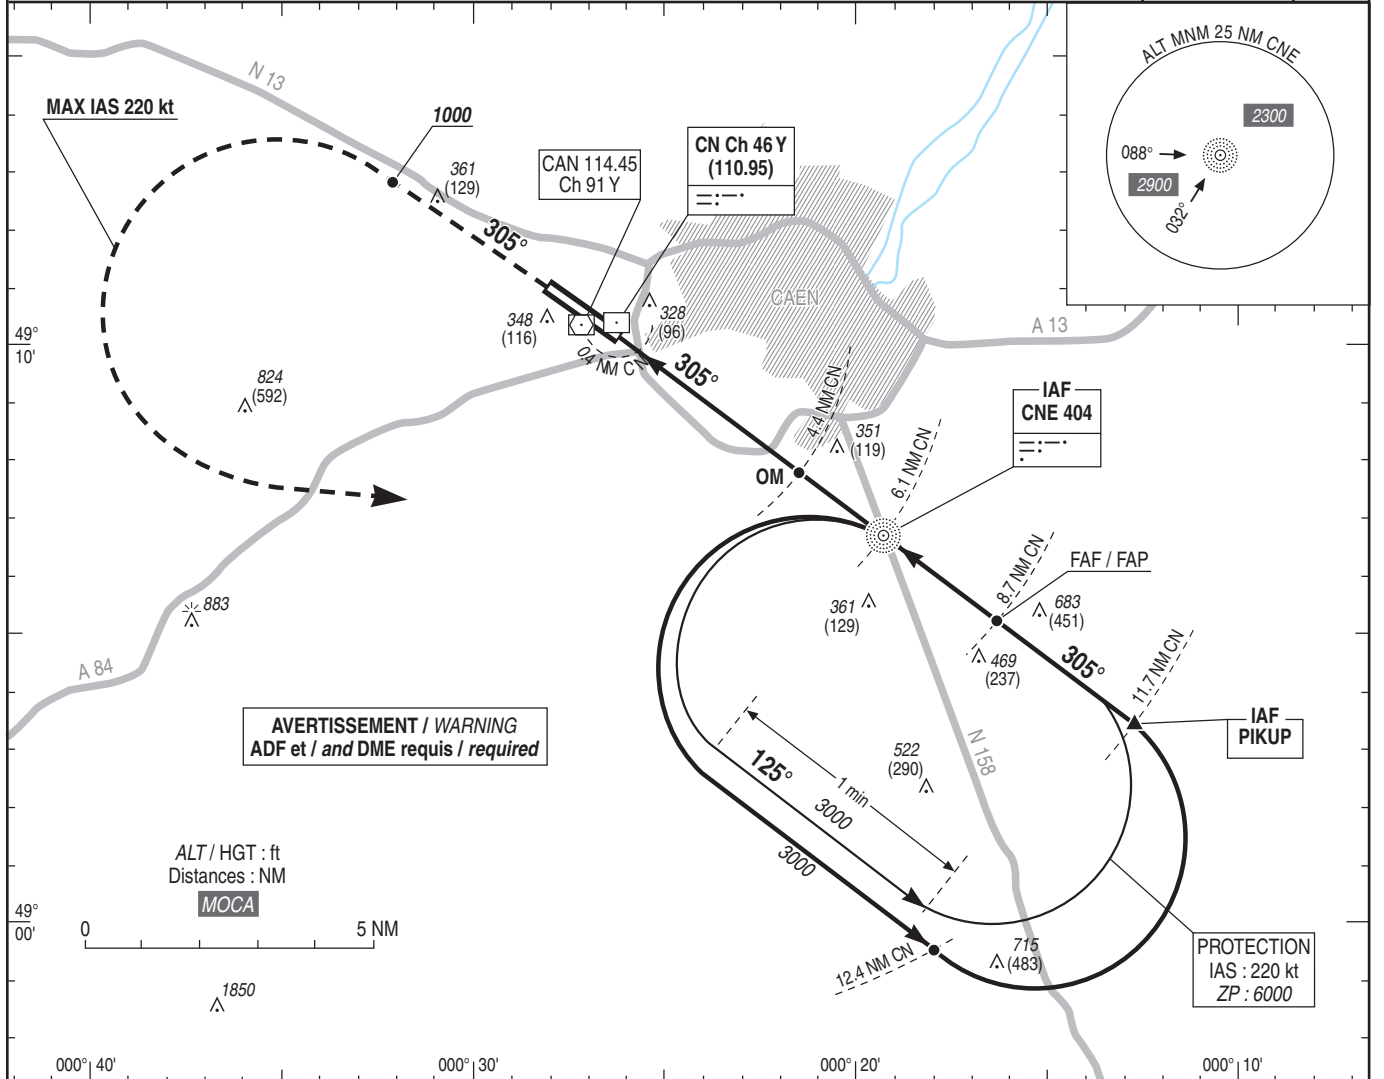 ALT MNM 25 NM CNE
2300
088°
2900
032°
N 13
MAX IAS 220 kt
1000
361
(129)
CAN 114.45
Ch 91 Y
CN Ch 46 Y
(110.95)
305°
CAEN
348
(116)
328
(96)
A 13
49°
10'
0.4 NM CN
305°
824
(592)
4.4 NM CN
IAF
CNE 404
351
(119)
6.1 NM CN
OM
8.7 NM CN
FAF / FAP
883
361
(129)
683
(451)
469
(237)
305°
11.7 NM CN
A 84
IAF
PIKUP
AVERTISSEMENT / WARNING
ADF et / and DME requis / required
522
(290)
N 158
125°
1 min
3000
3000
ALT / HGT : ft
Distances : NM
MOCA
49°
00'
0
5 NM
715
(483)
12.4 NM CN
PROTECTION
IAS : 220 kt
ZP : 6000
1850
000° 40'
000° 30'
000° 20'
000° 10'